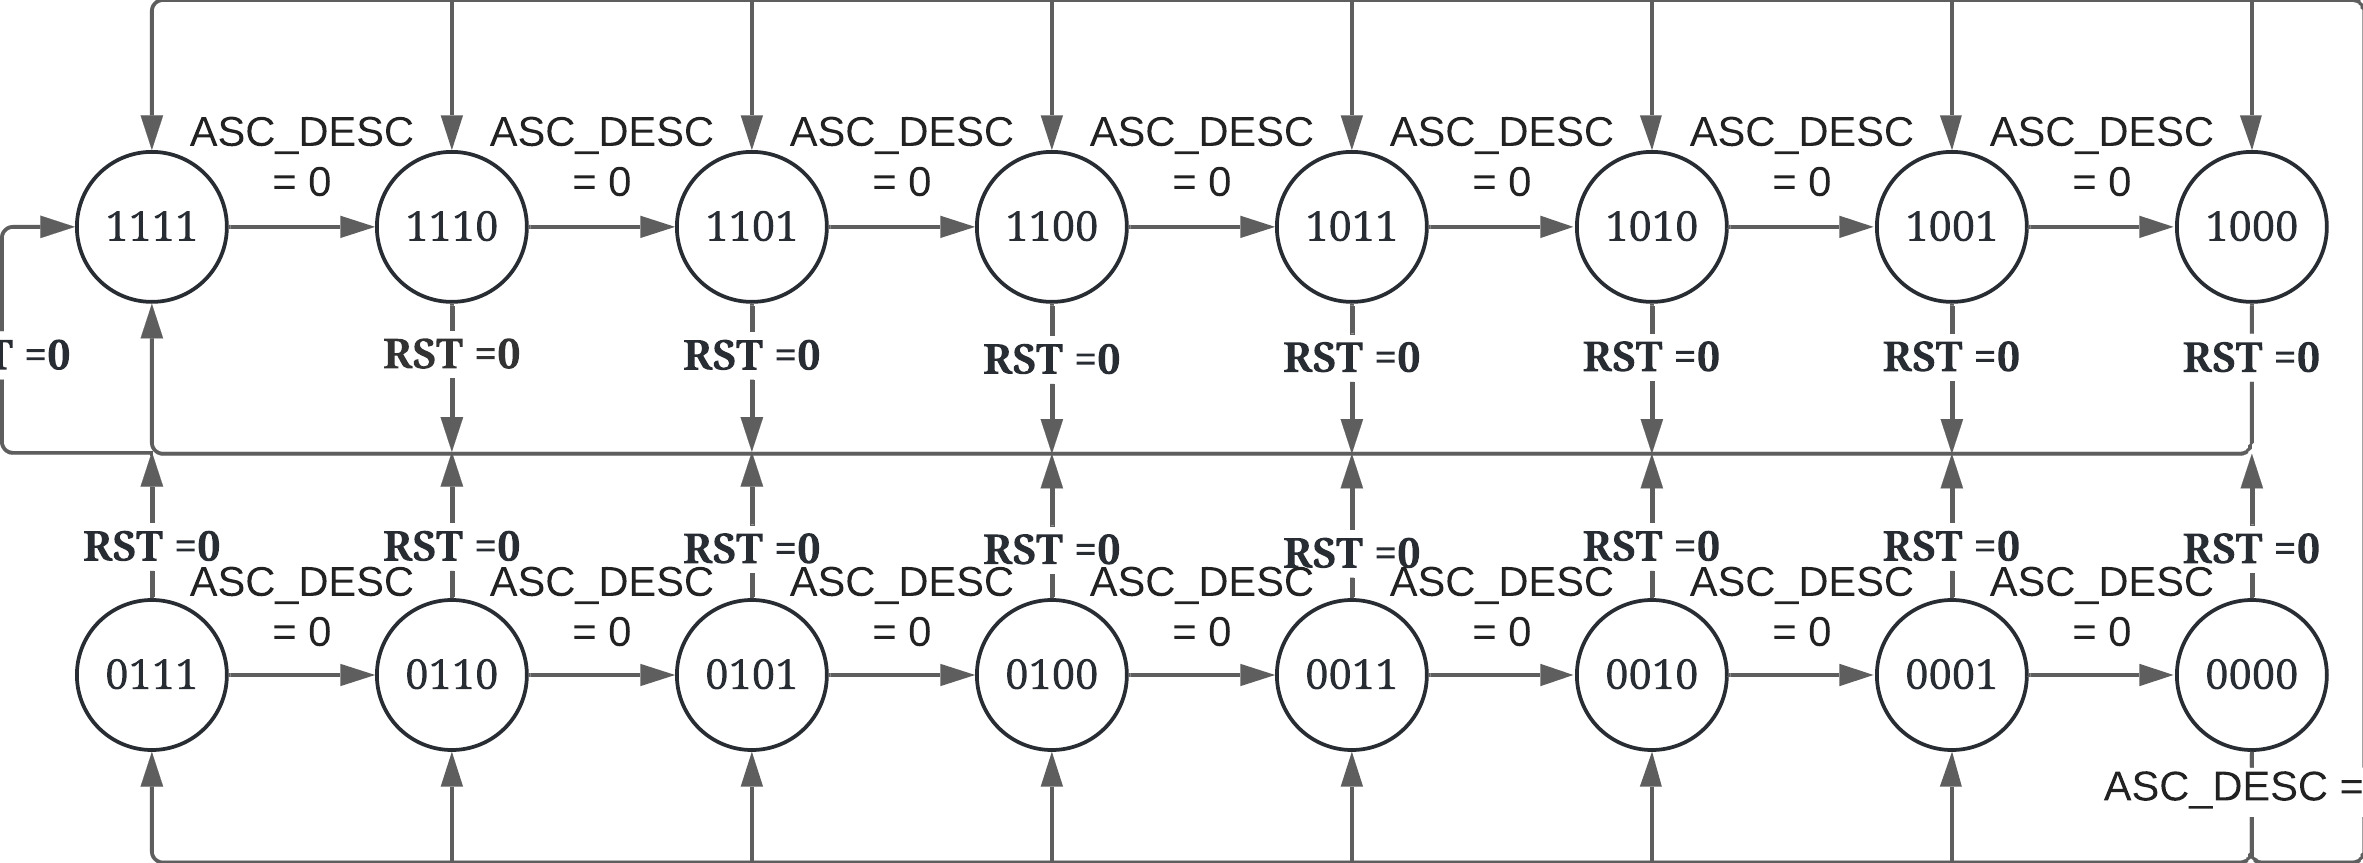 ASC_DESC ASC_DESC ASC_DESC ASC_DESC ASC_DESC ASC_DESC ASC_DESC
= 0 = 0 = 0 = 0 = 0 = 0 = 0
1111 1110 1101 1100 1011 1010 1001 1000
T =0 RST =0 RST =0 RST =0 RST =0 RST =0 RST =0 RST =0
RST =0 RST =0 RST =0 RST =0 RST =0 RST =0 RST =0 RST =0
ASC_DESC ASC_DESC ASC_DESC ASC_DESC ASC_DESC ASC_DESC ASC_DESC
= 0 = 0 = 0 = 0 = 0 = 0 = 0
0111 0110 0101 0100 0011 0010 0001 0000
ASC_DESC =